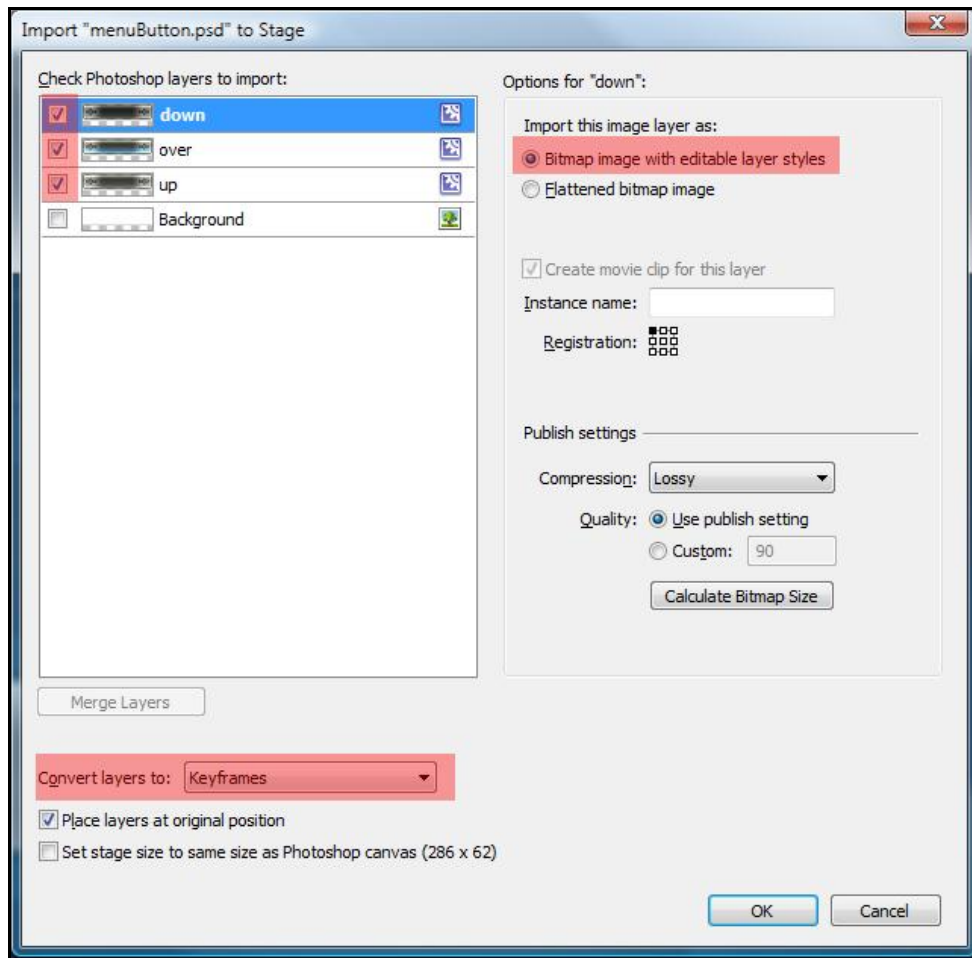 Import "menuButton.psd" to Stage
Check Photoshop layers to import:
down
over
up
Background
Merge Layers
Convert layers to: Keyframes
Place layers at original position
Set stage size to same size as Photoshop canvas (286 x 62)
Options for "down":
Import this image layer as:
Bitmap image with editable layer styles
Flattened bitmap image
Create movie clip for this layer
Instance name:
Registration:
Publish settings
Compression: Lossy
Quality: Use publish setting
Custom: 90
Calculate Bitmap Size
OK Cancel